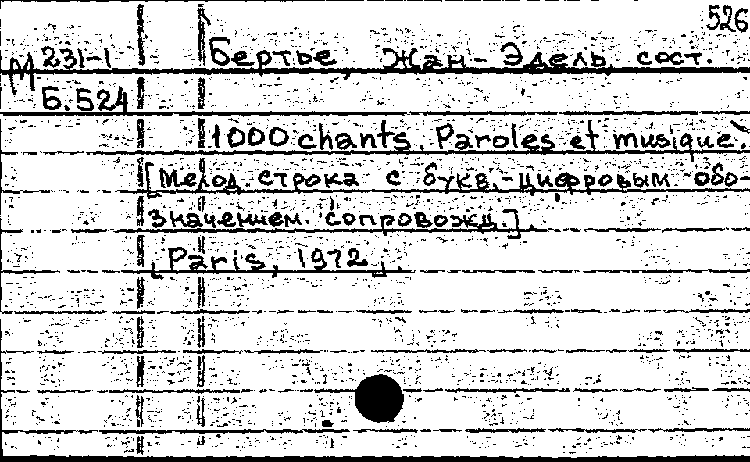 526
М 231-1
Б.524
Бертье, Жан-Эдель, сост.
1000 chants. Paroles et musique.
[Мелод. строка с букв.-цифровым обо-
значением сопровожд.].
[Paris, 1972].